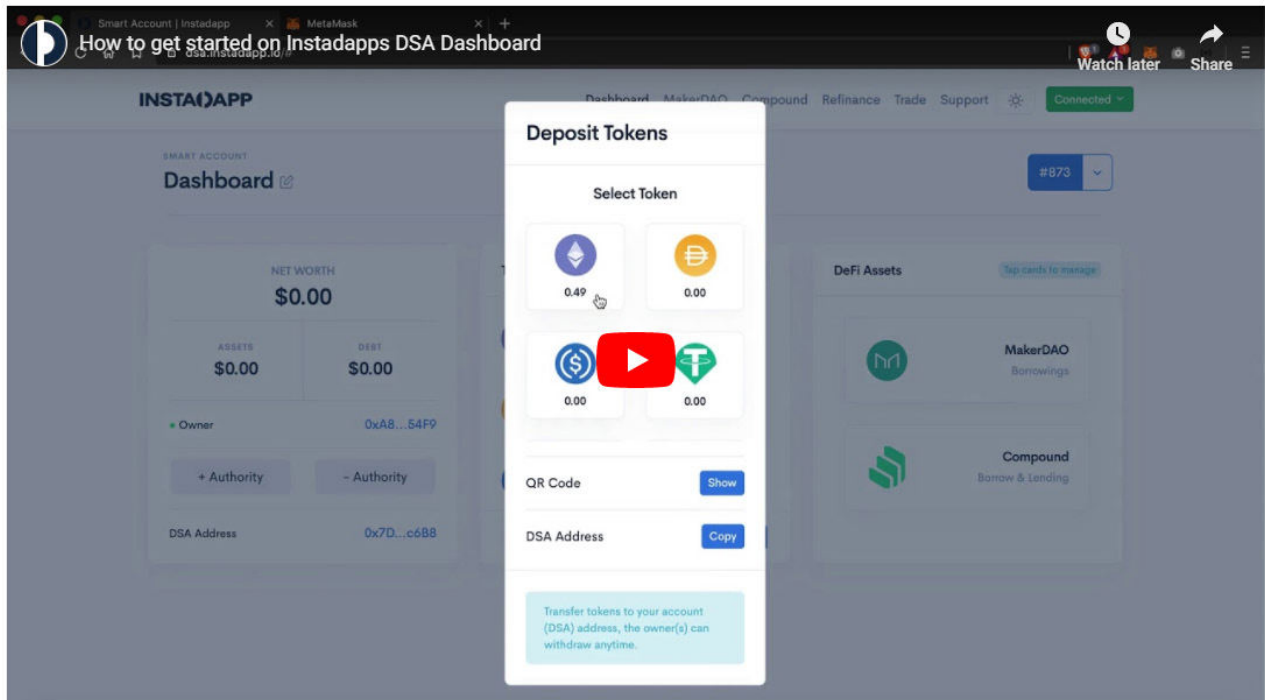 Smart Account | Instadapp
MetaMask
How to get started on Instadapps DSA Dashboard
dsa.instadapp.io/#
Watch later
Share
INSTADAPP
Dashboard MakerDAO Compound Refinance Trade Support
Connected
SMART ACCOUNT
Dashboard
#873
Deposit Tokens
Select Token
0.49
0.00
0.00
0.00
QR Code
Show
DSA Address
Copy
Transfer tokens to your account
(DSA) address, the owner(s) can
withdraw anytime.
NET WORTH
$0.00
ASSETS
DEBT
$0.00
$0.00
Owner
0xA8...54F9
+ Authority
- Authority
DSA Address
0x7D...c6B8
DeFi Assets
Tap cards to manage
MakerDAO
Borrowings
Compound
Borrow & Lending